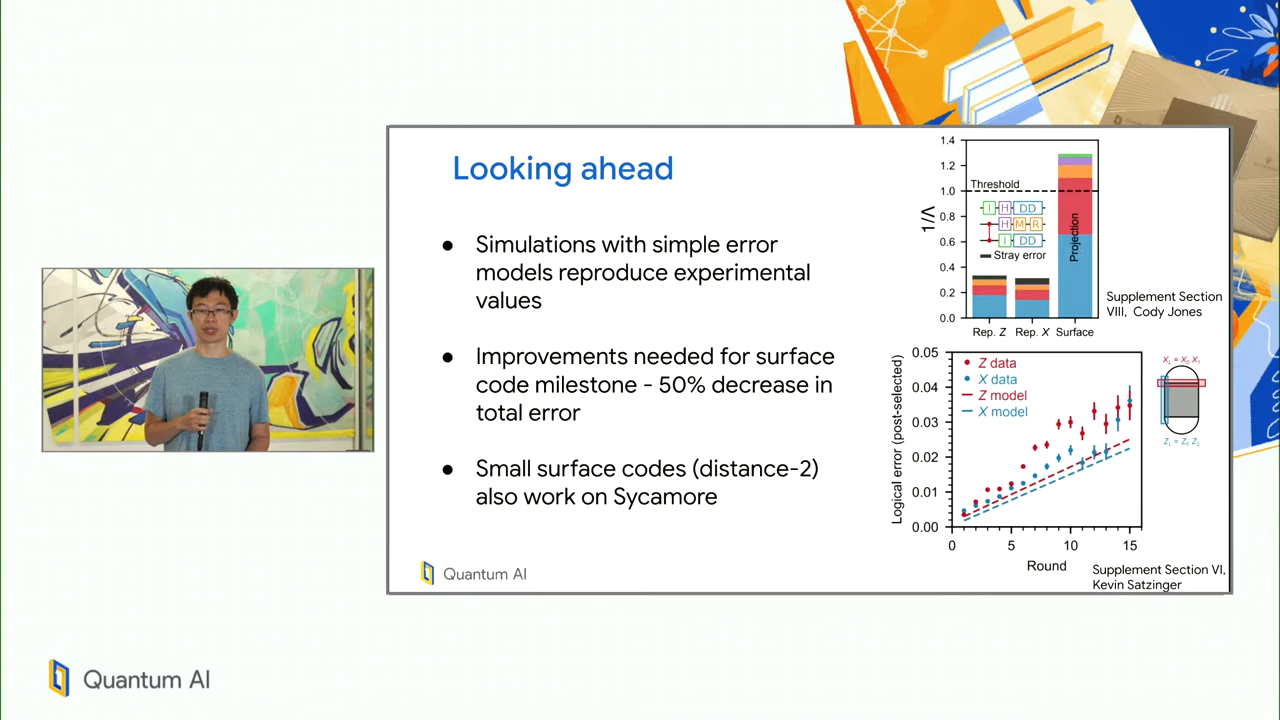 Looking ahead
● Simulations with simple error
models reproduce experimental
values
● Improvements needed for surface
code milestone - 50% decrease in
total error
● Small surface codes (distance-2)
also work on Sycamore
Quantum AI
1.4
1.2
1.0
0.8
0.6
0.4
0.2
0.0
1/Λ
Threshold
I H DD
H M R
I DD
Stray error
Projection
Rep. Z Rep. X Surface
Supplement Section
VIII, Cody Jones
0.05
0.04
0.03
0.02
0.01
0.00
Logical error (post-selected)
Z data
X data
Z model
X model
0 5 10 15
Round
Supplement Section VI,
Kevin Satzinger
Quantum AI